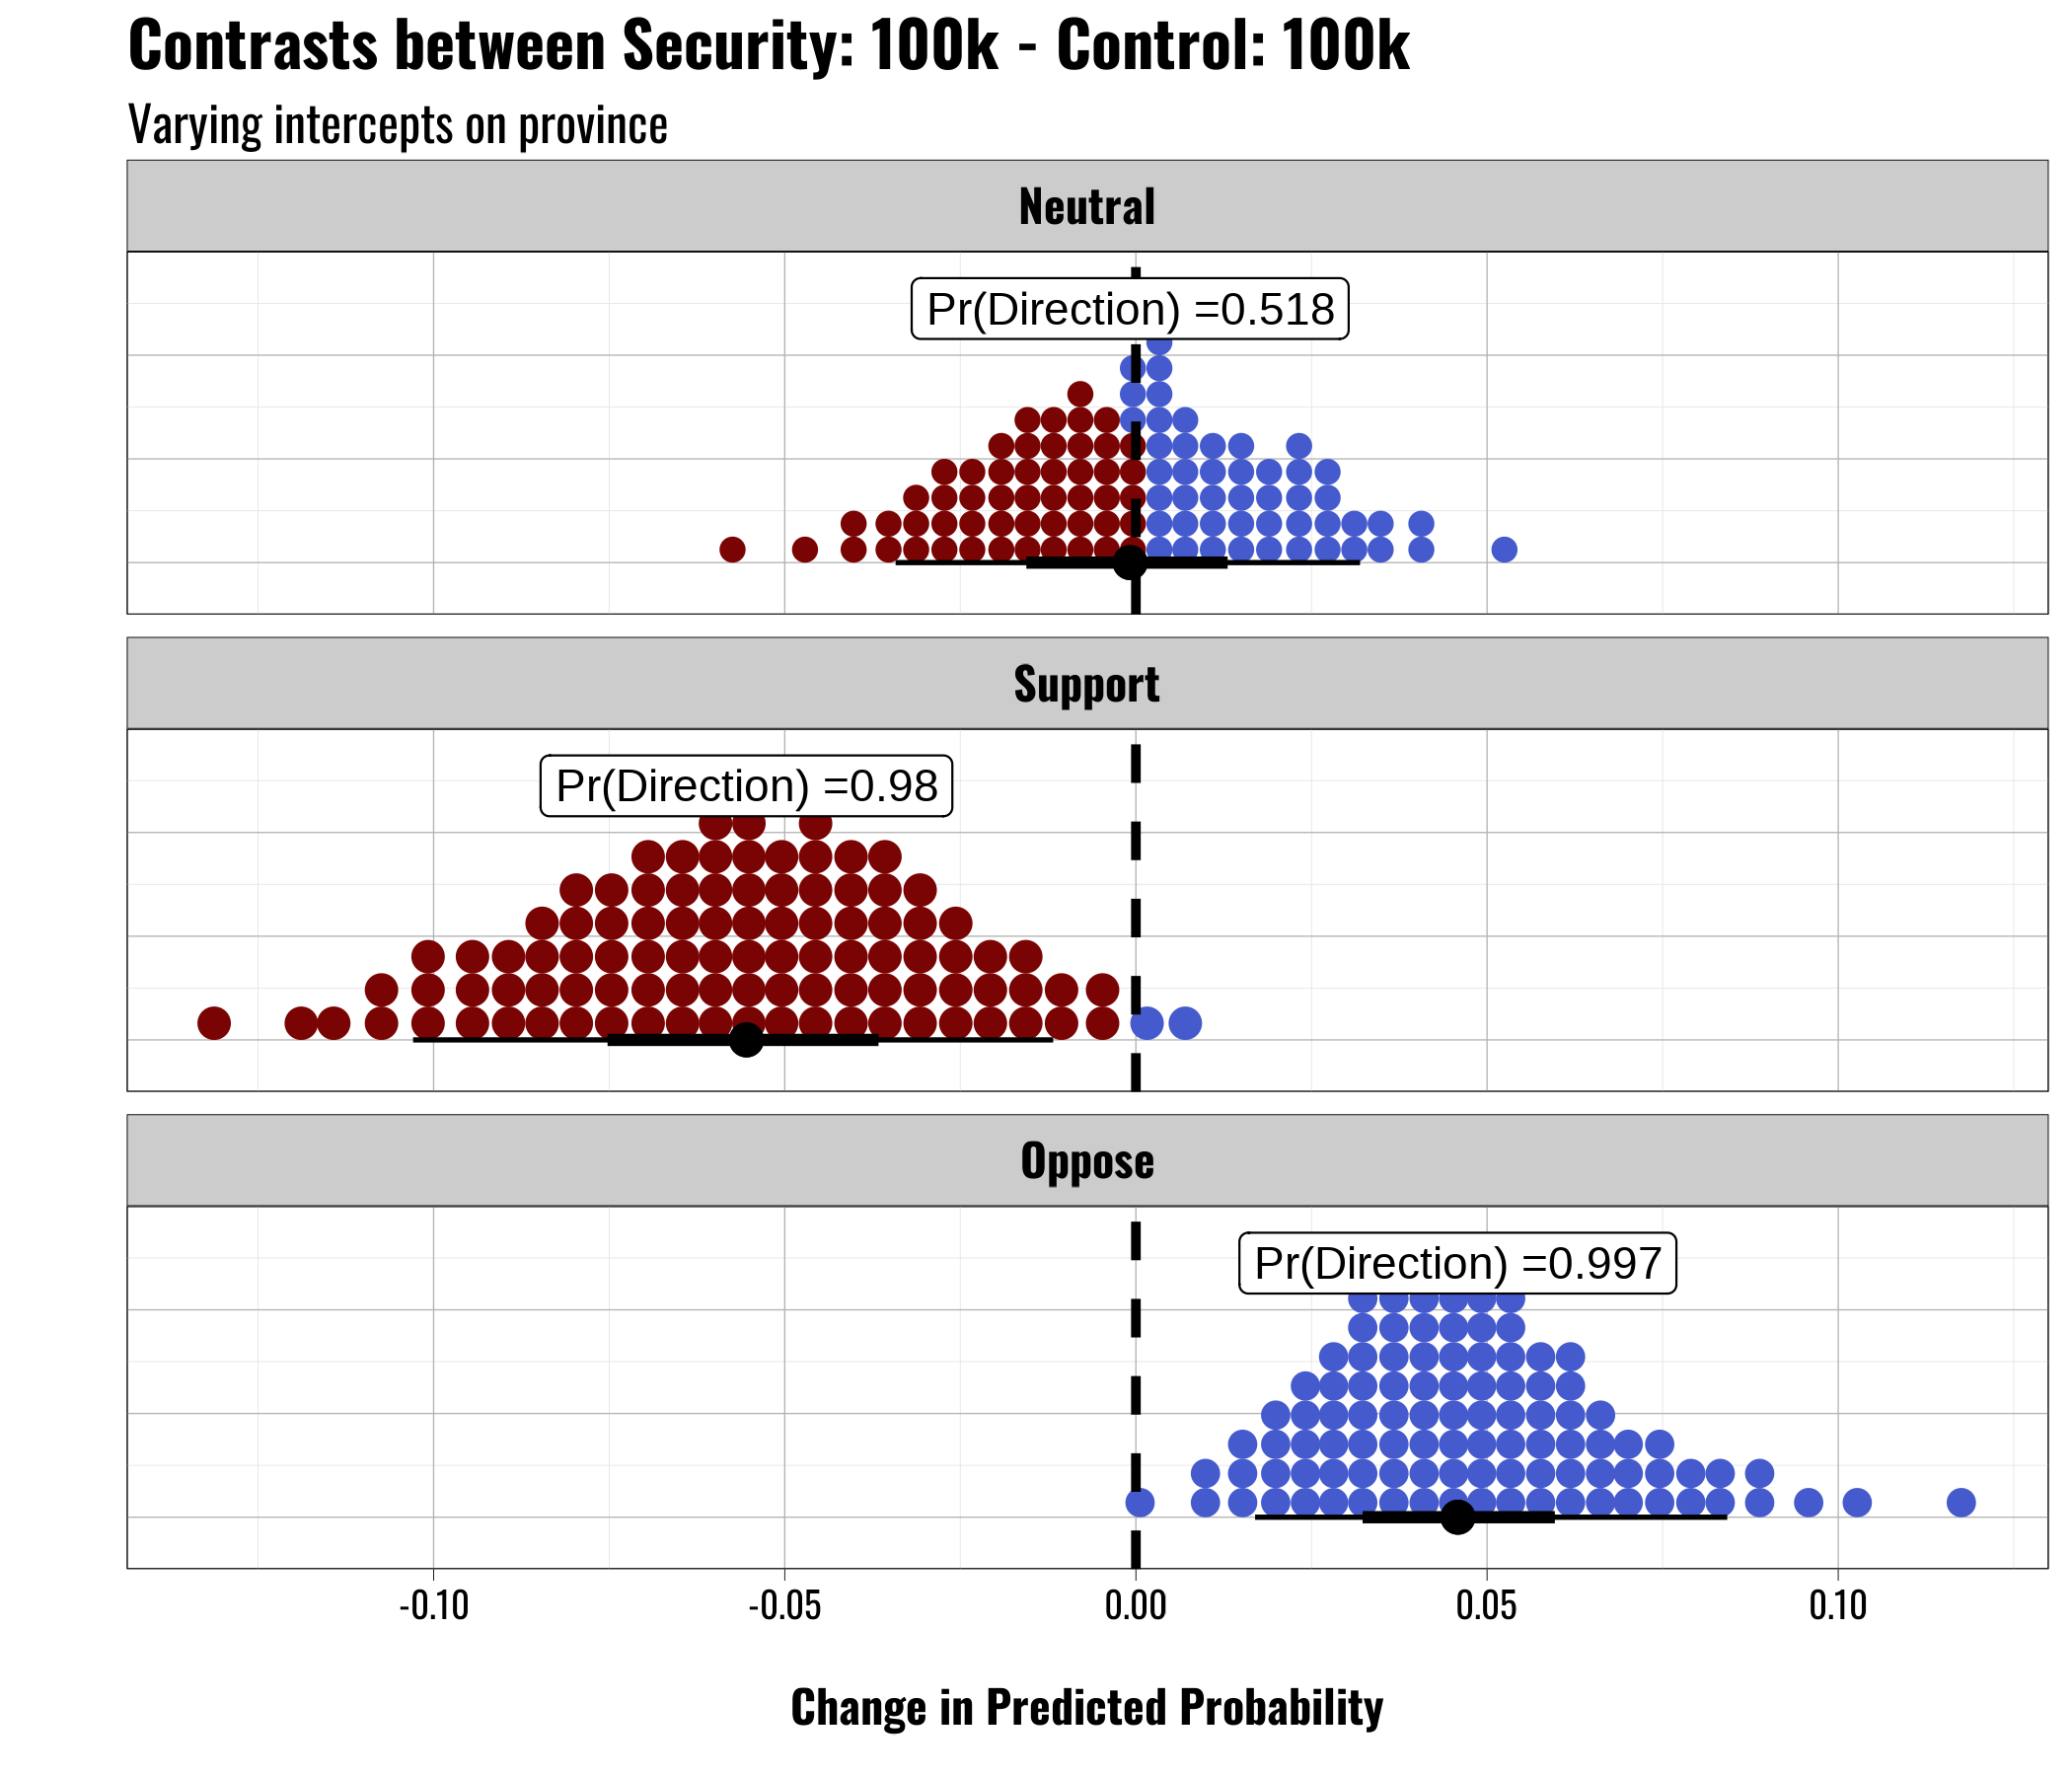 Contrasts between Security: 100k - Control: 100k
Varying intercepts on province
Neutral
Pr(Direction) =0.518
Support
Pr(Direction) =0.98
Oppose
Pr(Direction) =0.997
-0.10 -0.05 0.00 0.05 0.10
Change in Predicted Probability